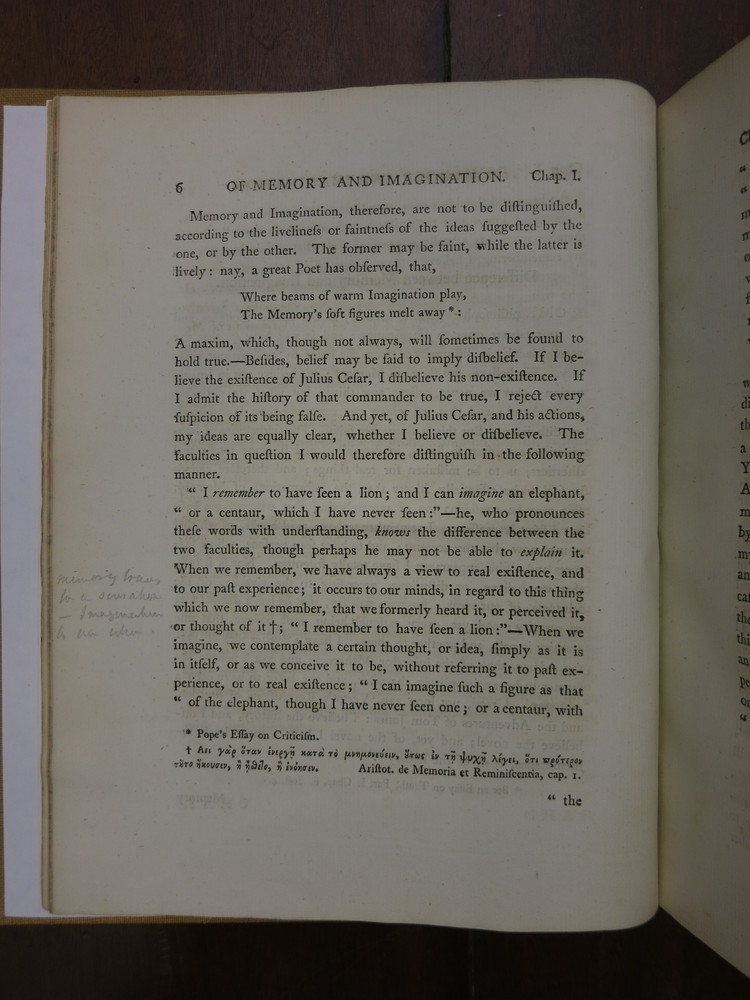 6 OF MEMORY AND IMAGINATION. Chap. I.
Memory and Imagination, therefore, are not to be diſtinguiſhed,
according to the livelineſs or faintneſs of the ideas ſuggeſted by the
one, or by the other. The former may be faint, while the latter is
lively: nay, a great Poet has obſerved, that,
Where beams of warm Imagination play,
The Memory's ſoft figures melt away * :
A maxim, which, though not always, will ſometimes be found to
hold true.—Beſides, belief may be ſaid to imply diſbelief. If I be-
lieve the exiſtence of Julius Ceſar, I diſbelieve his non-exiſtence. If
I admit the hiſtory of that commander to be true, I reject every
ſuſpicion of its being falſe. And yet, of Julius Ceſar, and his actions,
my ideas are equally clear, whether I believe or diſbelieve. The
faculties in queſtion I would therefore diſtinguiſh in the following
manner.
“ I remember to have ſeen a lion; and I can imagine an elephant,
“ or a centaur, which I have never ſeen:”—he, who pronounces
theſe words with underſtanding, knows the difference between the
two faculties, though perhaps he may not be able to explain it.
When we remember, we have always a view to real exiſtence, and
to our paſt experience; it occurs to our minds, in regard to this thing
which we now remember, that we formerly heard it, or perceived it,
or thought of it †; “ I remember to have ſeen a lion:”—When we
imagine, we contemplate a certain thought, or idea, ſimply as it is
in itſelf, or as we conceive it to be, without referring it to paſt ex-
perience, or to real exiſtence; “ I can imagine ſuch a figure as that
“ of the elephant, though I have never ſeen one; or a centaur, with
* Pope's Eſſay on Criticiſm.
† Αει γὰρ ὅταν ἐνεργῇ κατὰ τὸ μνημονεύειν, ὅτως ἐν τῇ ψυχῇ λέγει, ὅτι πρότερον
τῦτο ἤκουσεν, ἢ ᾔσθετο, ἢ ἐνόησεν. Ariſtot. de Memoria et Reminiſcentia, cap. 1.
“ the
memory
to a sensation
— Imagination